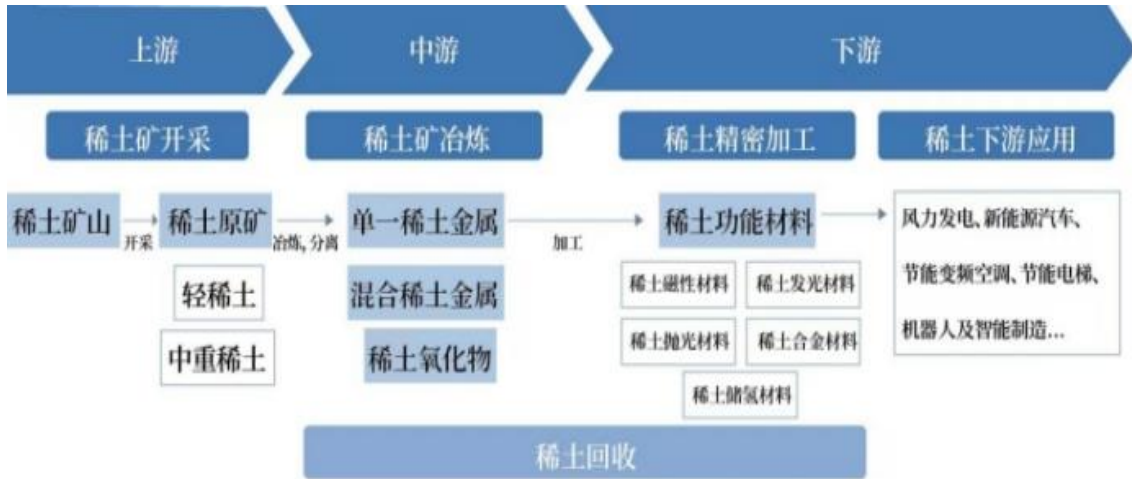 上游
中游
下游
稀土矿开采
稀土矿冶炼
稀土精密加工
稀土下游应用
稀土矿山
开采
稀土原矿
冶炼,分离
单一稀土金属
加工
稀土功能材料
风力发电、新能源汽车、
节能变频空调、节能电梯、
机器人及智能制造...
轻稀土
中重稀土
混合稀土金属
稀土氧化物
稀土磁性材料
稀土发光材料
稀土抛光材料
稀土合金材料
稀土储氢材料
稀土回收